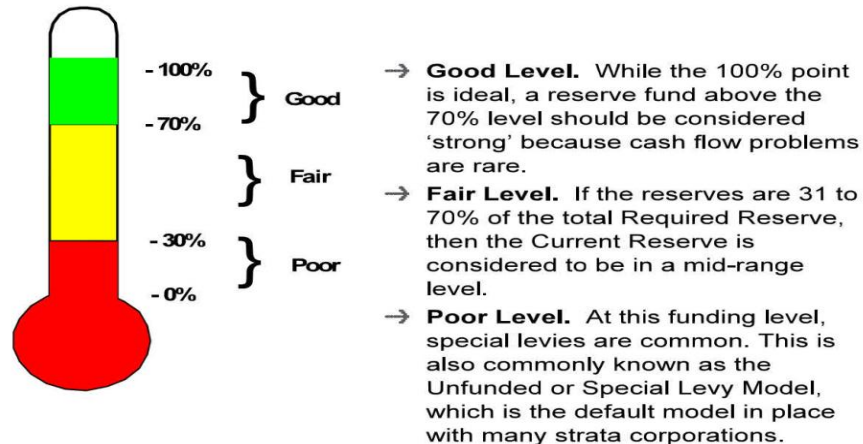 - 100%
Good
- 70%
Fair
- 30%
Poor
- 0%
→ Good Level. While the 100% point
is ideal, a reserve fund above the
70% level should be considered
‘strong’ because cash flow problems
are rare.
→ Fair Level. If the reserves are 31 to
70% of the total Required Reserve,
then the Current Reserve is
considered to be in a mid-range
level.
→ Poor Level. At this funding level,
special levies are common. This is
also commonly known as the
Unfunded or Special Levy Model,
which is the default model in place
with many strata corporations.